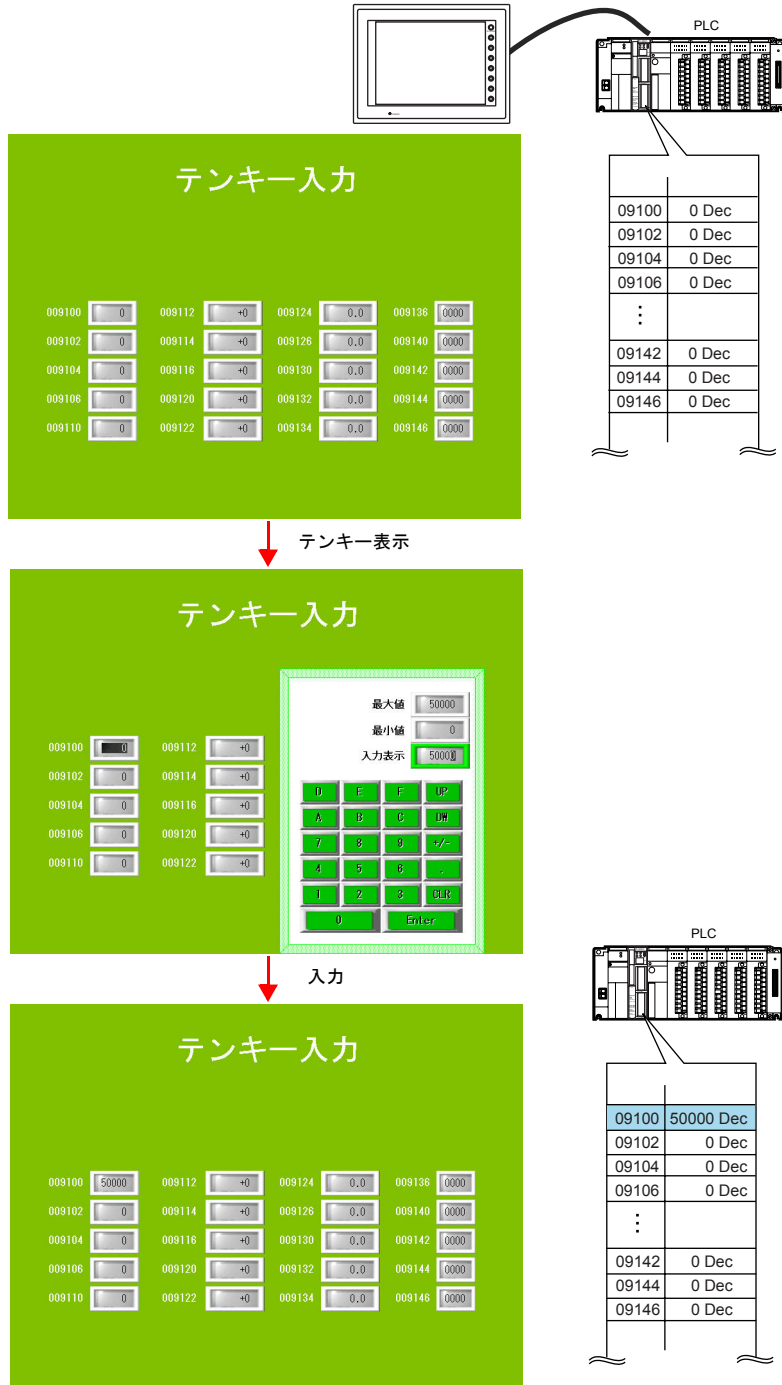 PLC
テンキー入力
09100 0 Dec
09102 0 Dec
09104 0 Dec
09106 0 Dec
⋮
09142 0 Dec
09144 0 Dec
09146 0 Dec
009100 0 009112 +0 009124 0.0 009136 0000
009102 0 009114 +0 009126 0.0 009140 0000
009104 0 009116 +0 009130 0.0 009142 0000
009106 0 009120 +0 009132 0.0 009144 0000
009110 0 009122 +0 009134 0.0 009146 0000
テンキー表示
テンキー入力
009100 0 009112 +0
009102 0 009114 +0
009104 0 009116 +0
009106 0 009120 +0
009110 0 009122 +0
最大値 50000
最小値 0
入力表示 50000
D E F UP
A B C DW
7 8 9 +/-
4 5 6 .
1 2 3 CLR
0 Enter
入力
PLC
テンキー入力
09100 50000 Dec
09102 0 Dec
09104 0 Dec
09106 0 Dec
⋮
09142 0 Dec
09144 0 Dec
09146 0 Dec
009100 50000 009112 +0 009124 0.0 009136 0000
009102 0 009114 +0 009126 0.0 009140 0000
009104 0 009116 +0 009130 0.0 009142 0000
009106 0 009120 +0 009132 0.0 009144 0000
009110 0 009122 +0 009134 0.0 009146 0000